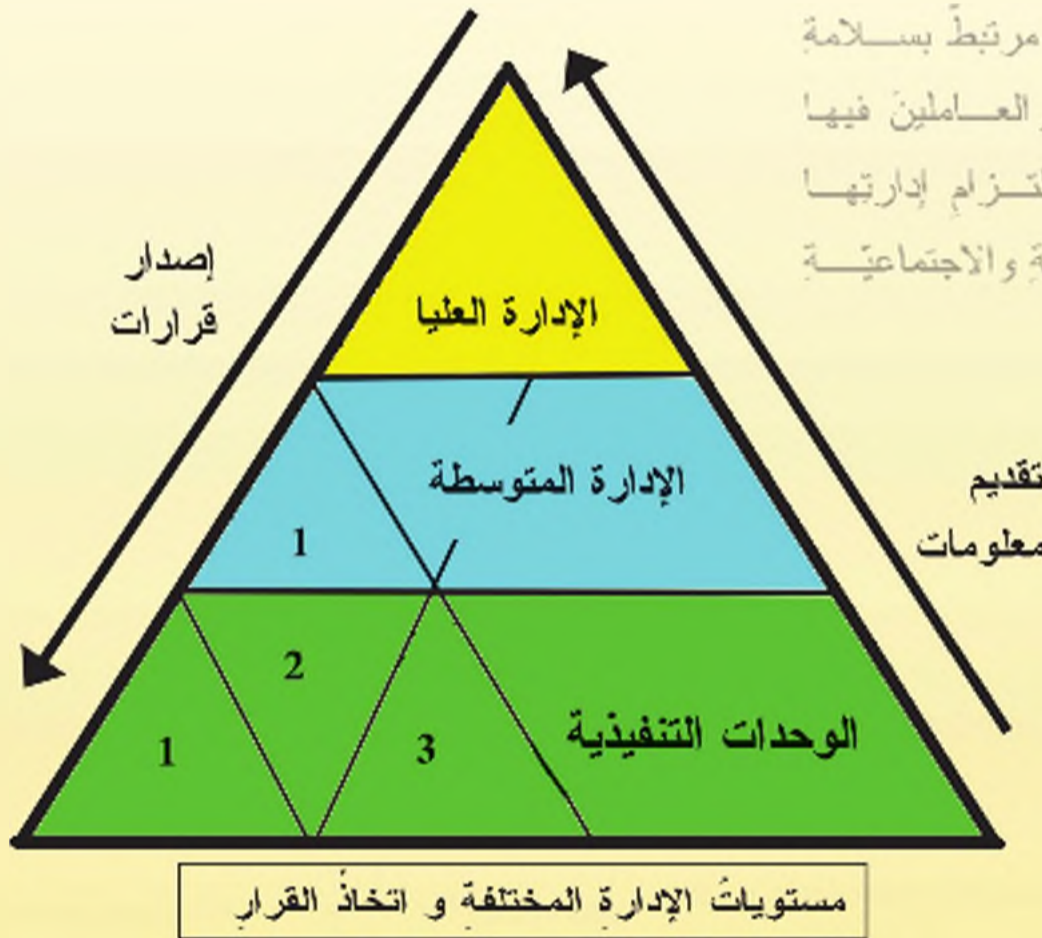 مرتبطٌ بسلامةِ
العاملينَ فيها
إدارتِها
والاجتماعيّةِ
إصدار
قرارات
الإدارة العليا
الإدارة المتوسطة
1
تقديم
معلومات
2
1
3
الوحدات التنفيذية
مستوياتُ الإدارةِ المختلفةِ و اتخاذُ القرارِ